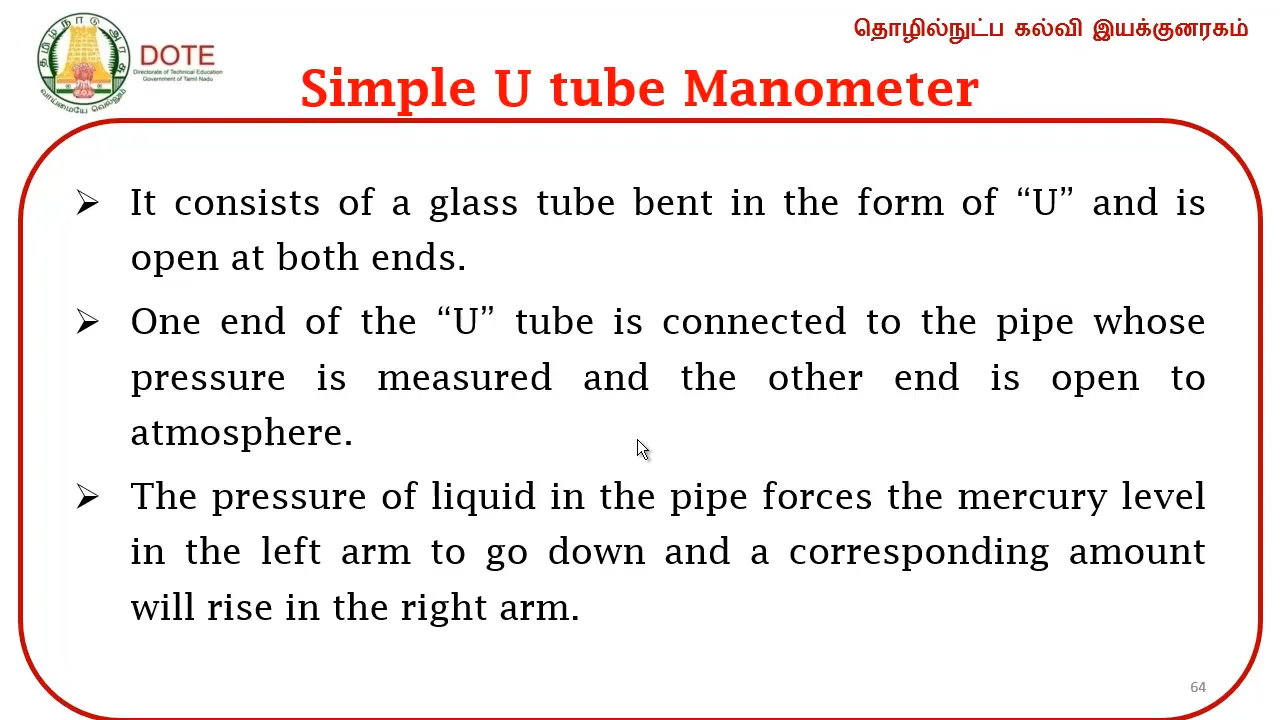 தொழில்நுட்ப கல்வி இயக்குனரகம்
DOTE
Directorate of Technical Education
Government of Tamil Nadu
Simple U tube Manometer
It consists of a glass tube bent in the form of “U” and is
open at both ends.
One end of the “U” tube is connected to the pipe whose
pressure is measured and the other end is open to
atmosphere.
The pressure of liquid in the pipe forces the mercury level
in the left arm to go down and a corresponding amount
will rise in the right arm.
64